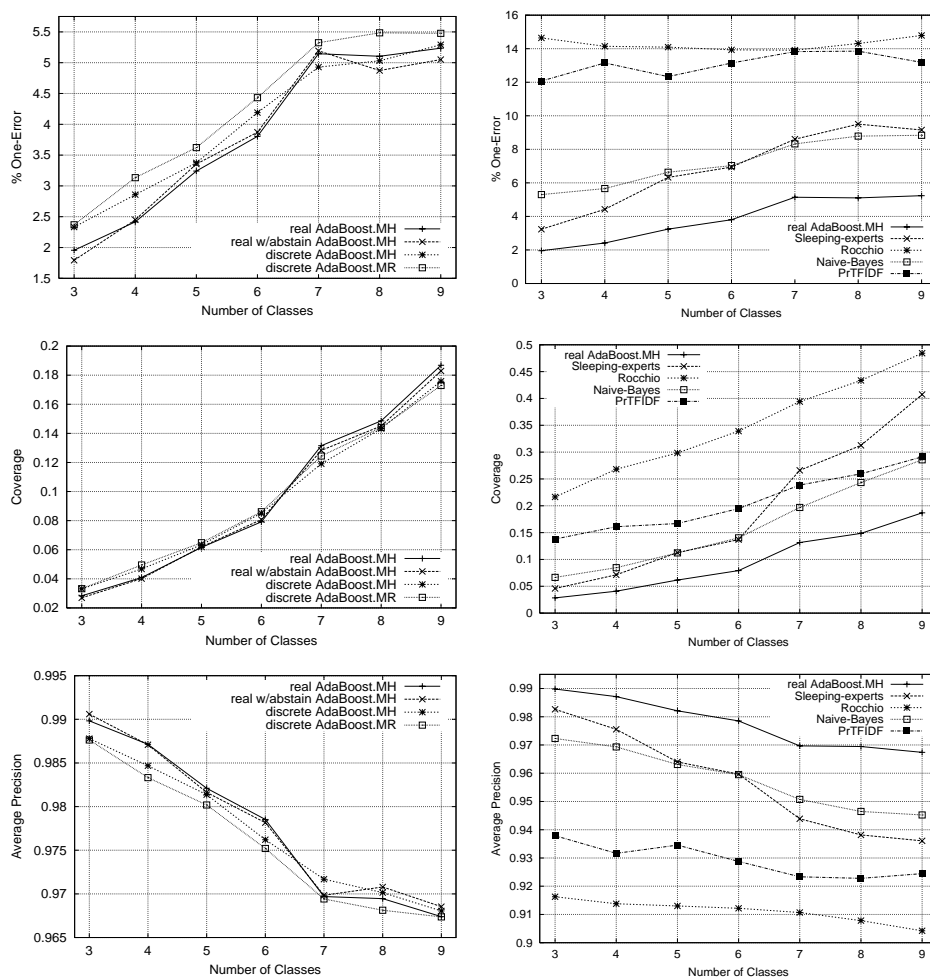 5.5
5
4.5
4
3.5
3
2.5
2
1.5
% One-Error
real AdaBoost.MH
real w/abstain AdaBoost.MH
discrete AdaBoost.MH
discrete AdaBoost.MR
3 4 5 6 7 8 9
Number of Classes
16
14
12
10
8
6
4
2
0
% One-Error
real AdaBoost.MH
Sleeping-experts
Rocchio
Naive-Bayes
PrTFIDF
3 4 5 6 7 8 9
Number of Classes
0.2
0.18
0.16
0.14
0.12
0.1
0.08
0.06
0.04
0.02
Coverage
real AdaBoost.MH
real w/abstain AdaBoost.MH
discrete AdaBoost.MH
discrete AdaBoost.MR
3 4 5 6 7 8 9
Number of Classes
0.5
0.45
0.4
0.35
0.3
0.25
0.2
0.15
0.1
0.05
0
Coverage
real AdaBoost.MH
Sleeping-experts
Rocchio
Naive-Bayes
PrTFIDF
3 4 5 6 7 8 9
Number of Classes
0.995
0.99
0.985
0.98
0.975
0.97
0.965
Average Precision
real AdaBoost.MH
real w/abstain AdaBoost.MH
discrete AdaBoost.MH
discrete AdaBoost.MR
3 4 5 6 7 8 9
Number of Classes
0.99
0.98
0.97
0.96
0.95
0.94
0.93
0.92
0.91
0.9
Average Precision
real AdaBoost.MH
Sleeping-experts
Rocchio
Naive-Bayes
PrTFIDF
3 4 5 6 7 8 9
Number of Classes